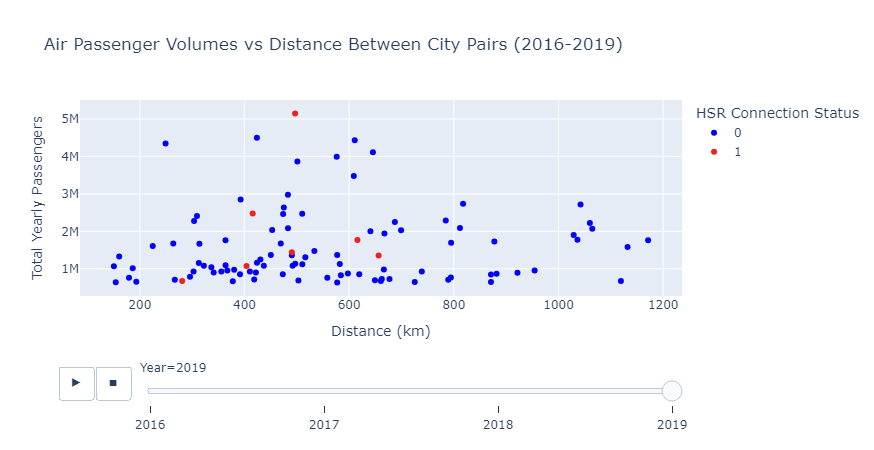 Air Passenger Volumes vs Distance Between City Pairs (2016-2019)
HSR Connection Status
0
1
Total Yearly Passengers
5M
4M
3M
2M
1M
200 400 600 800 1000 1200
Distance (km)
Year=2019
2016 2017 2018 2019